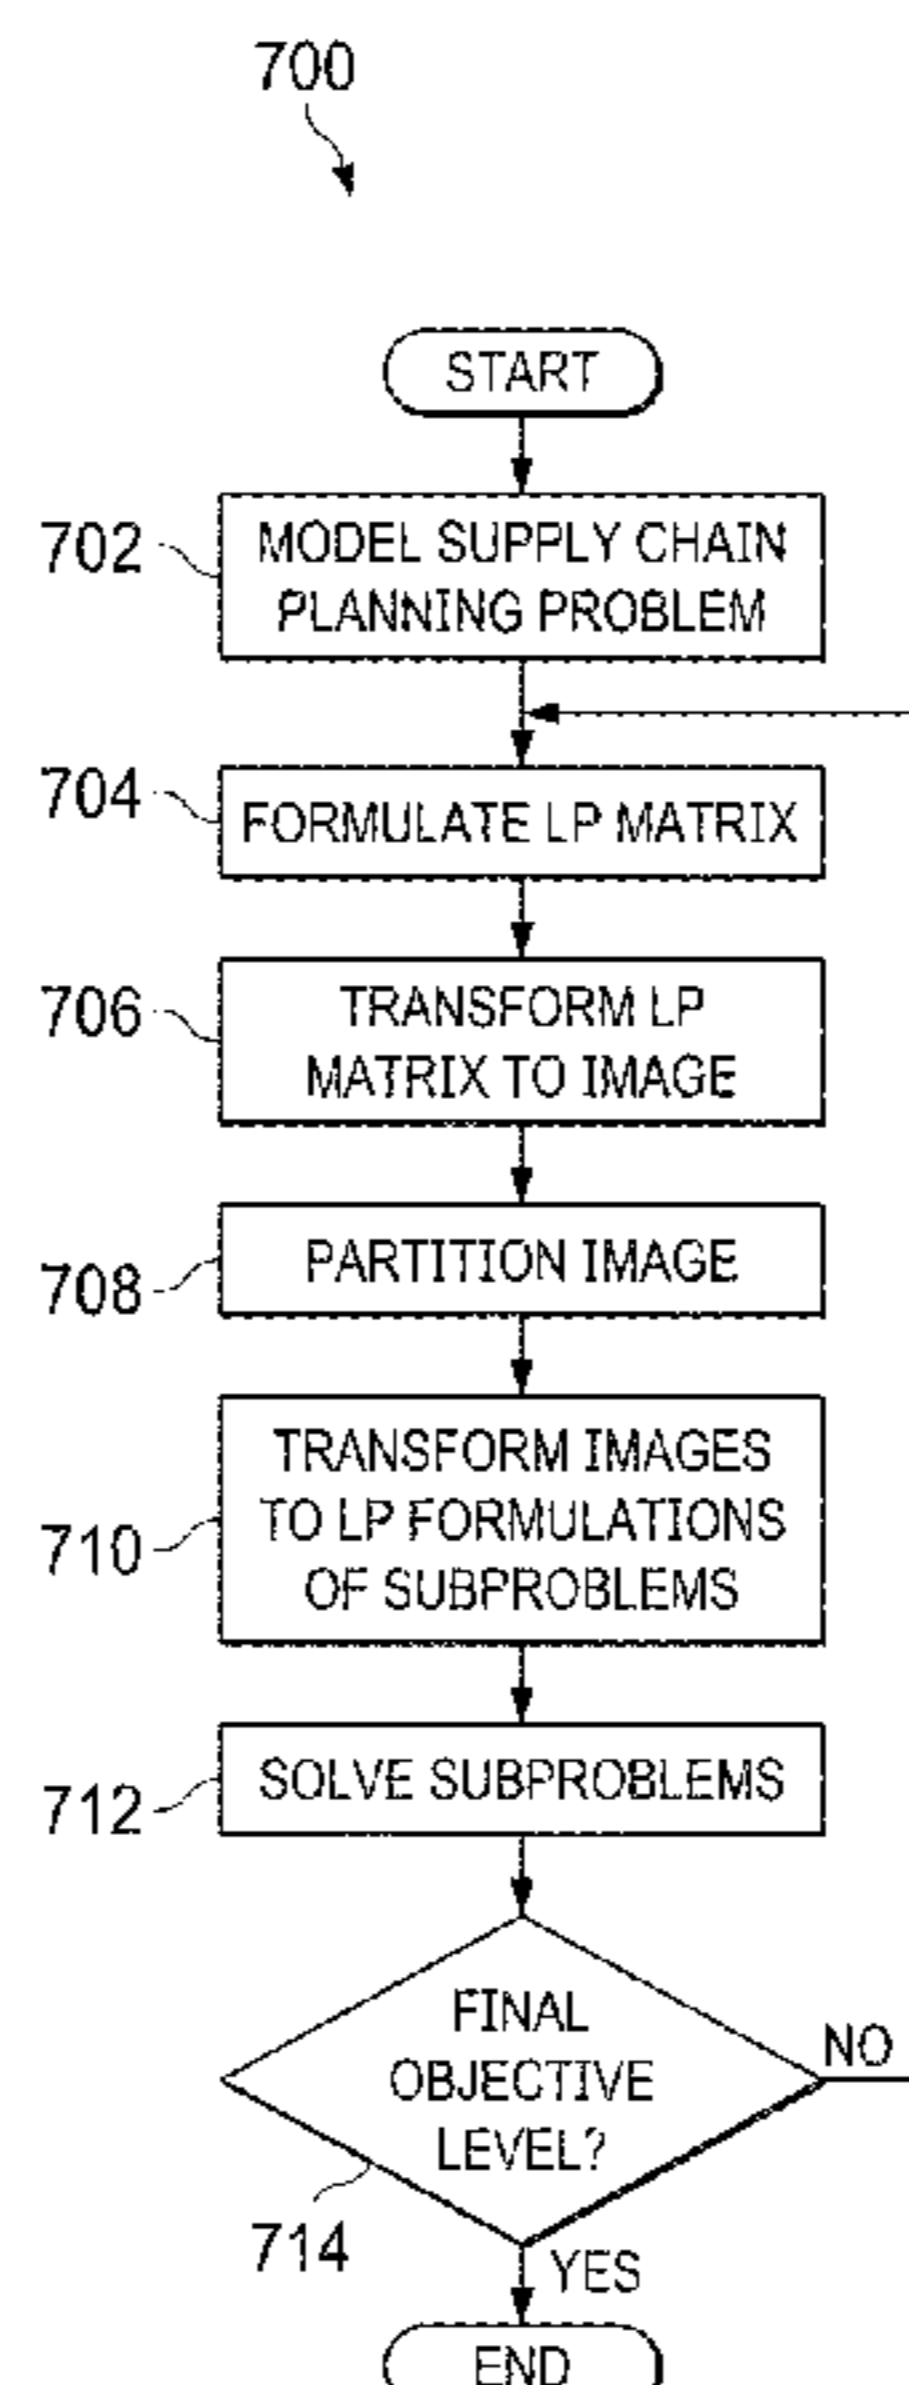 700
START
702
MODEL SUPPLY CHAIN
PLANNING PROBLEM
704
FORMULATE LP MATRIX
706
TRANSFORM LP
MATRIX TO IMAGE
708
PARTITION IMAGE
710
TRANSFORM IMAGES
TO LP FORMULATIONS
OF SUBPROBLEMS
712
SOLVE SUBPROBLEMS
FINAL
OBJECTIVE
LEVEL?
NO
714
YES
END